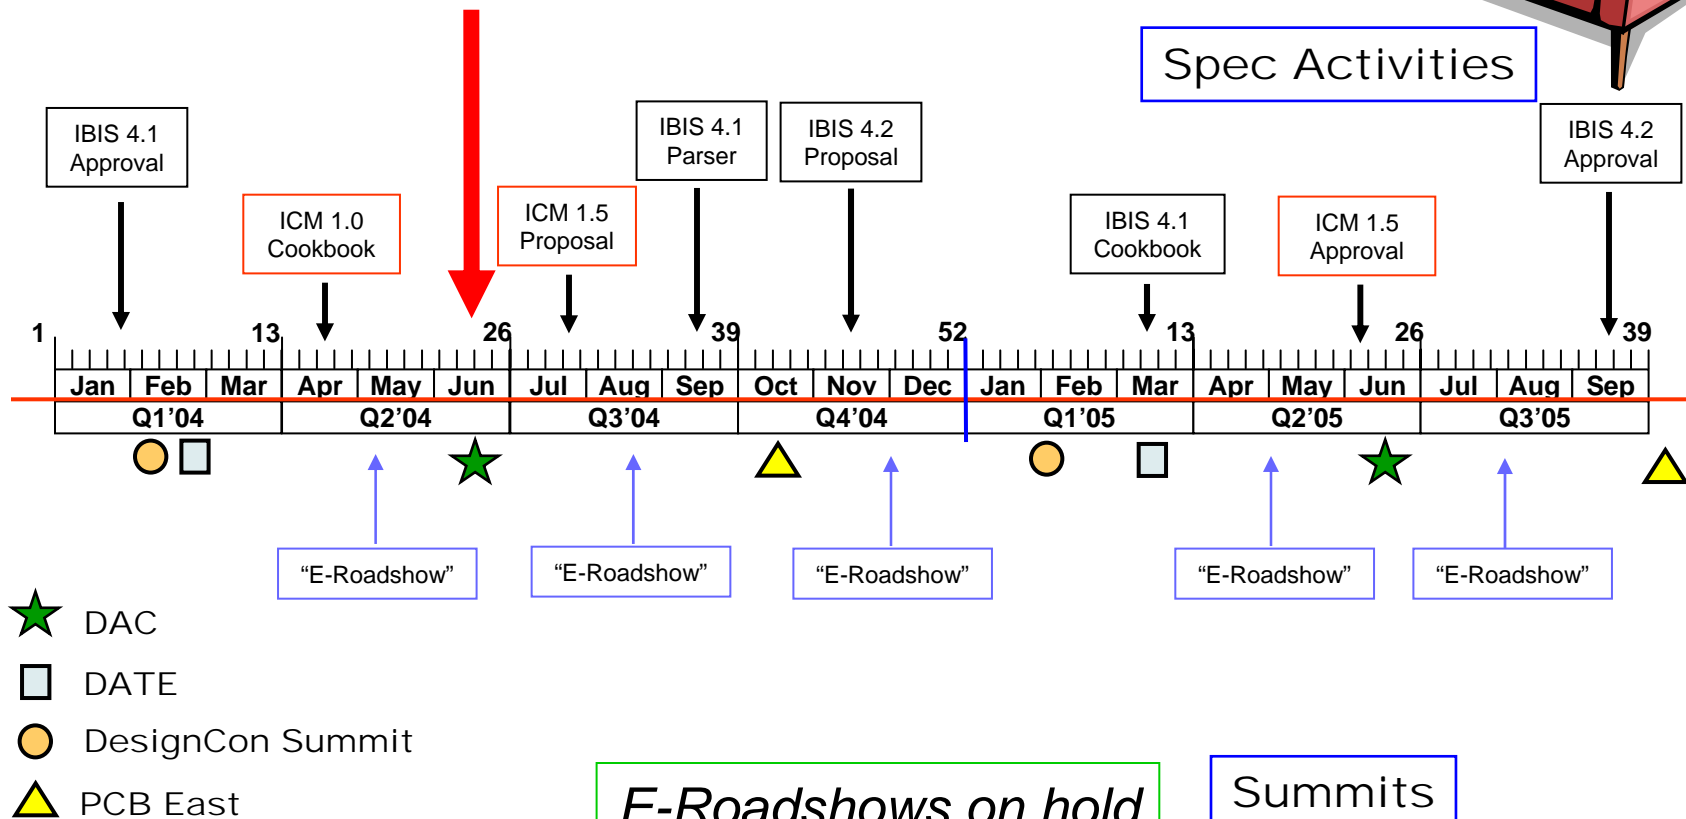 Spec Activities
IBIS 4.1
Approval
ICM 1.0
Cookbook
ICM 1.5
Proposal
IBIS 4.1
Parser
IBIS 4.2
Proposal
IBIS 4.1
Cookbook
ICM 1.5
Approval
IBIS 4.2
Approval
1 13 26 39 52 13 26 39
Jan Feb Mar Apr May Jun Jul Aug Sep Oct Nov Dec Jan Feb Mar Apr May Jun Jul Aug Sep
Q1’04 Q2’04 Q3’04 Q4’04 Q1’05 Q2’05 Q3’05
“E-Roadshow” “E-Roadshow” “E-Roadshow” “E-Roadshow” “E-Roadshow”
DAC
DATE
DesignCon Summit
PCB East
E-Roadshows on hold
Summits